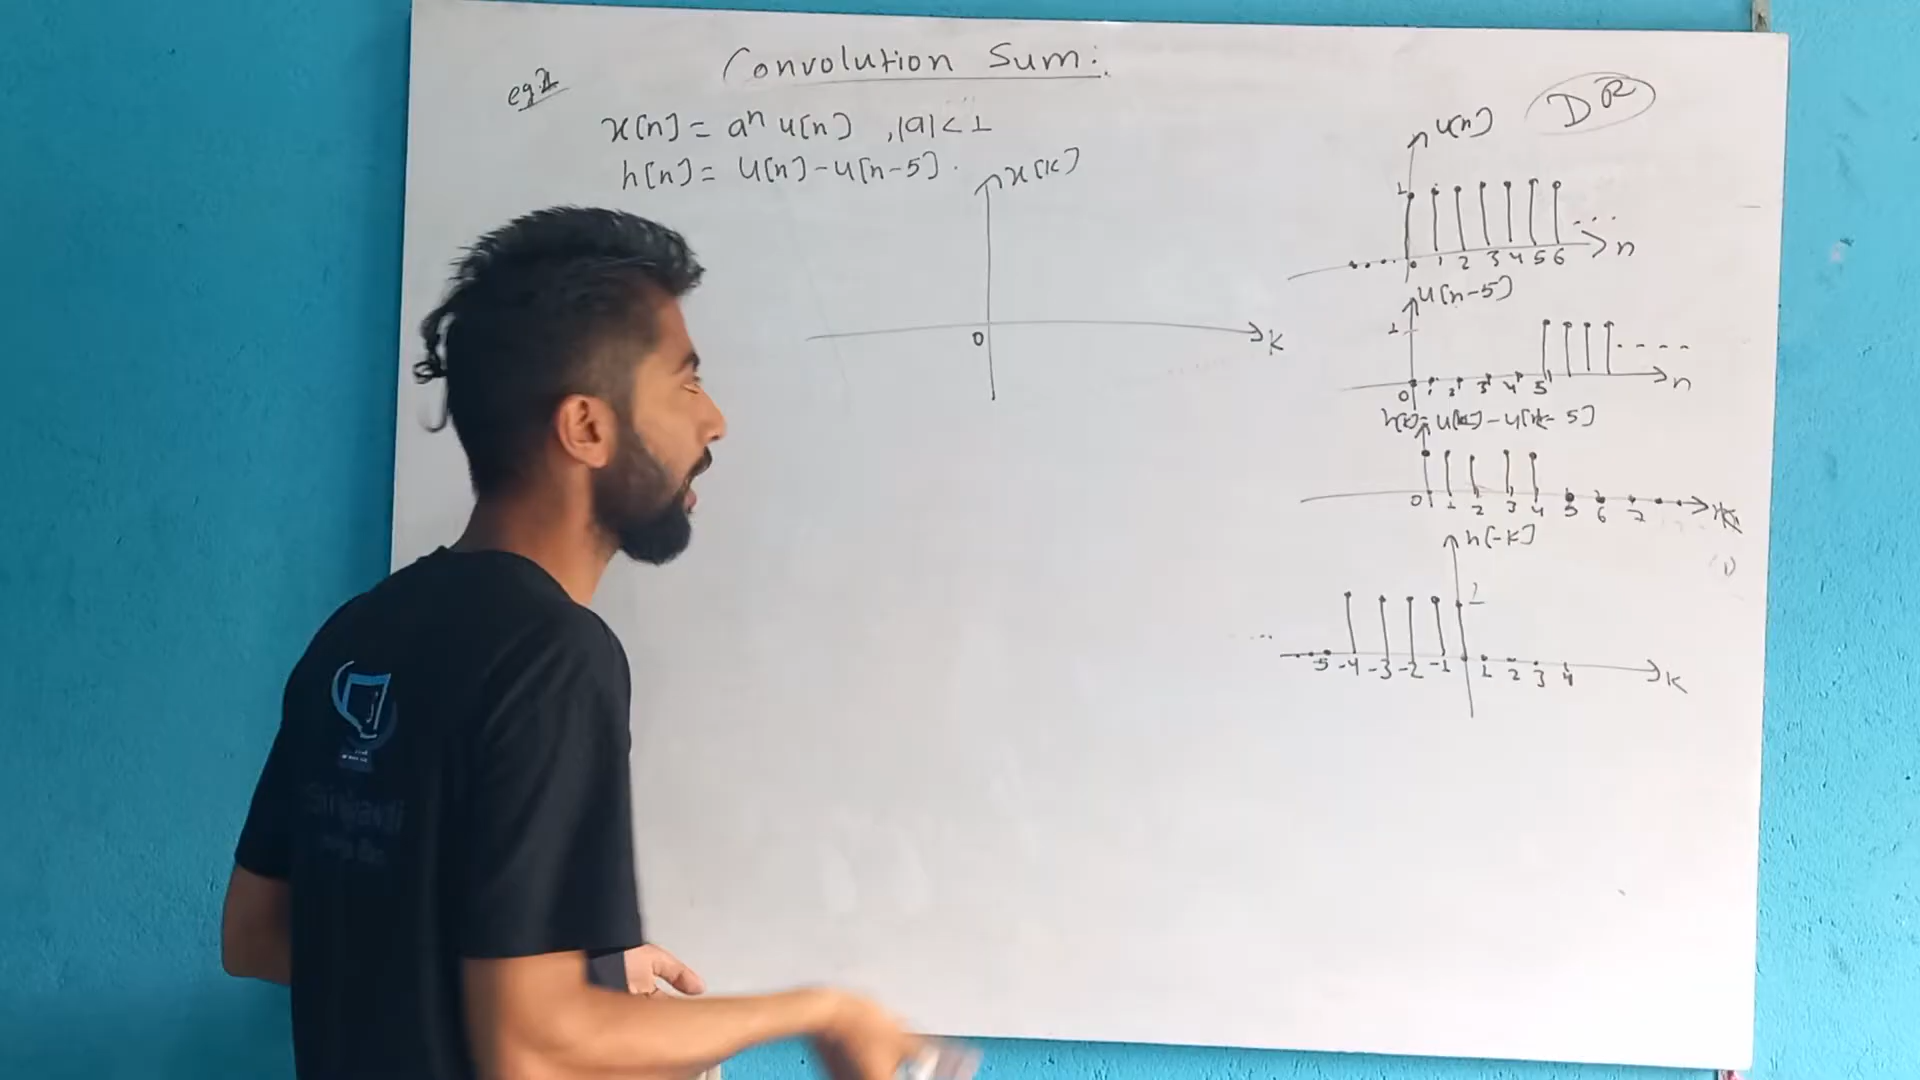 Convolution Sum:
eg.2
x[n] = aⁿ u[n] , |a| < 1
h[n] = u[n] - u[n-5].
x[k]
0
k
DR
u[n]
1
0 1 2 3 4 5 6 ...
n
u[n-5]
1
0 1 2 3 4 5 ----
n
h[k] = u[k] - u[k-5]
0 1 2 3 4 5 6 7
k
h[-k]
1
... -5 -4 -3 -2 -1 1 2 3 4
k